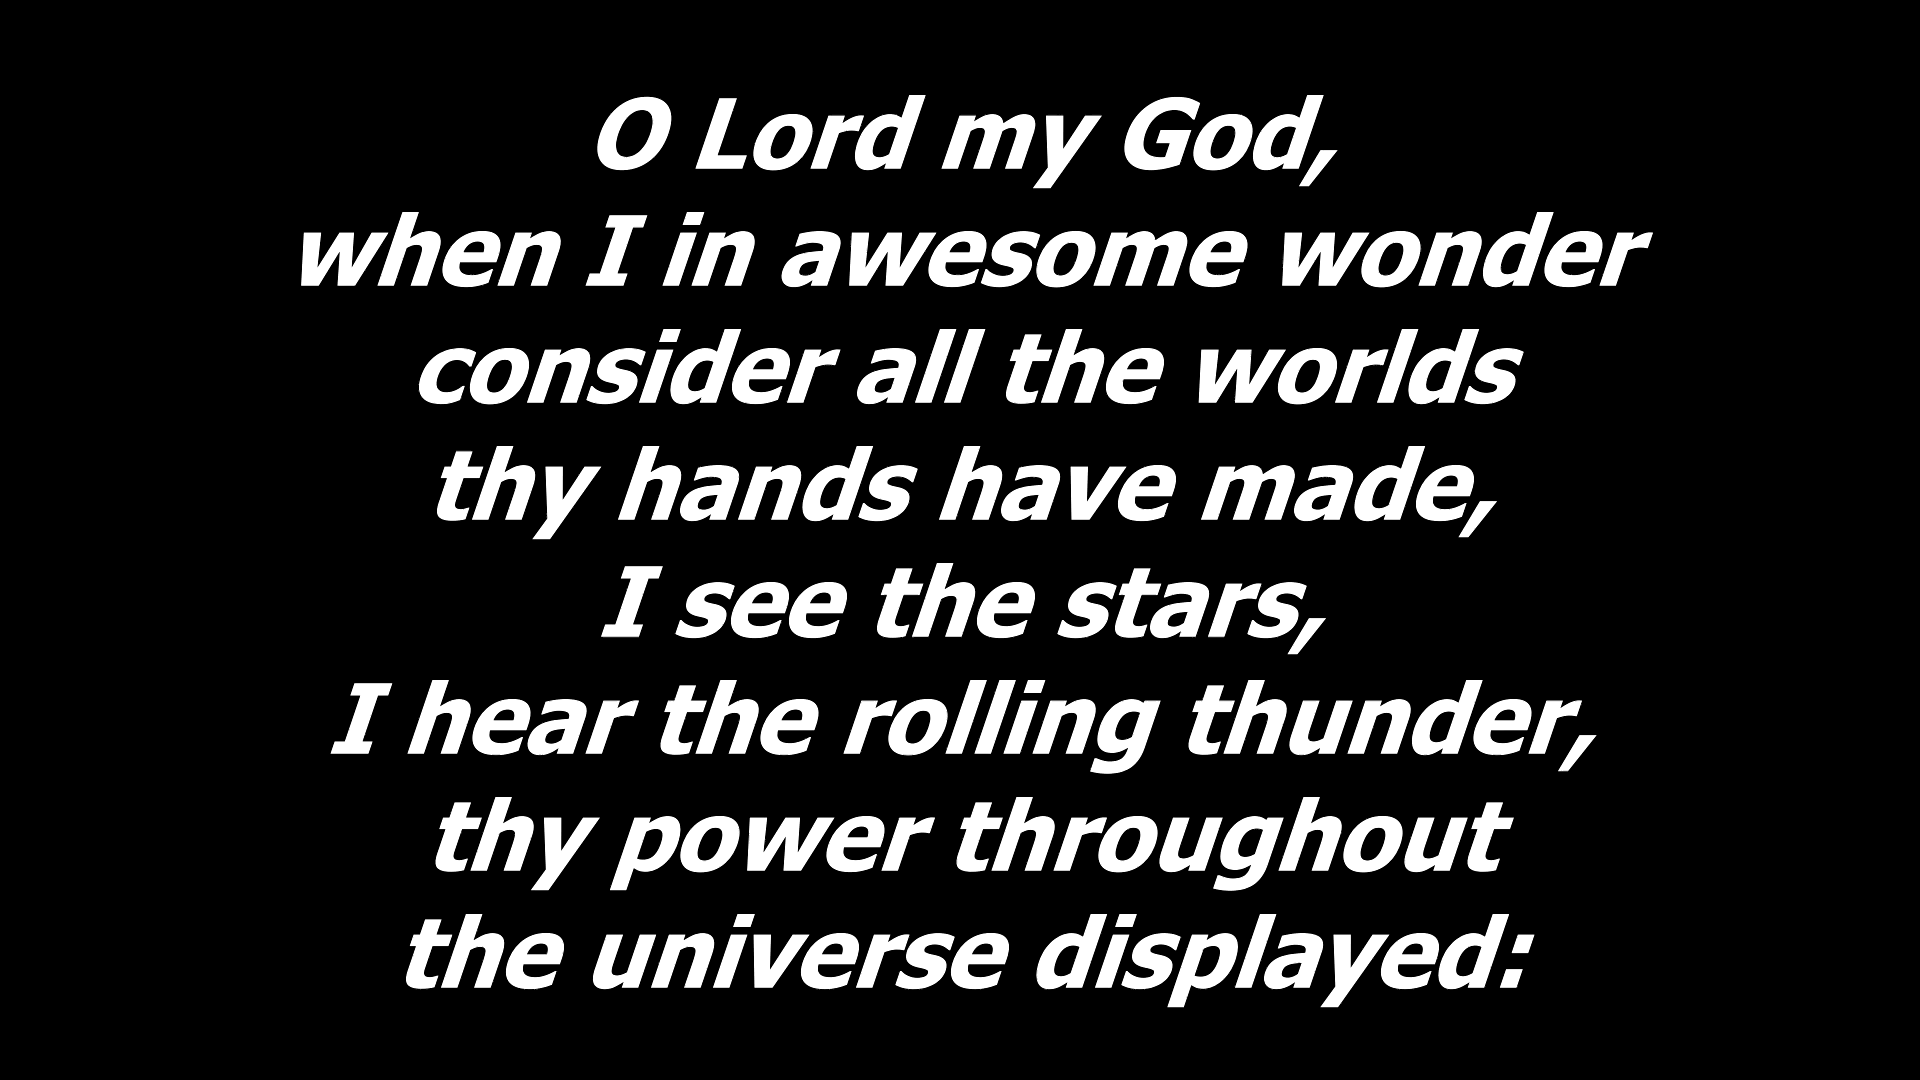 O Lord my God,
when I in awesome wonder
consider all the worlds
thy hands have made,
I see the stars,
I hear the rolling thunder,
thy power throughout
the universe displayed: